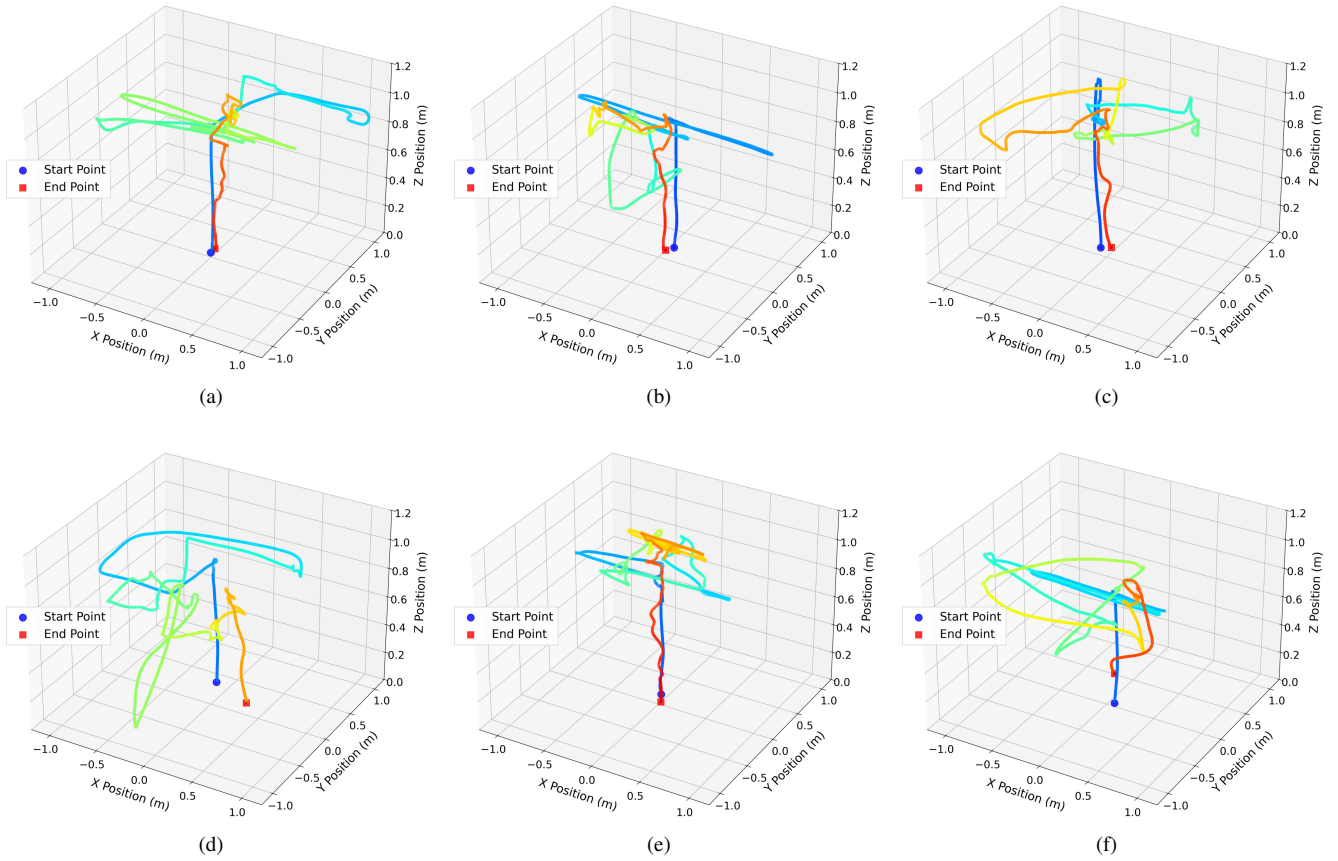 1.2
1.0
0.8
0.6
0.4
0.2
0.0
Z Position (m)
Start Point
End Point
−1.0
−0.5
0.0
0.5
1.0
X Position (m)
−1.0
−0.5
0.0
0.5
1.0
Y Position (m)
(a)
1.2
1.0
0.8
0.6
0.4
0.2
0.0
Z Position (m)
Start Point
End Point
−1.0
−0.5
0.0
0.5
1.0
X Position (m)
−1.0
−0.5
0.0
0.5
1.0
Y Position (m)
(b)
1.2
1.0
0.8
0.6
0.4
0.2
0.0
Z Position (m)
Start Point
End Point
−1.0
−0.5
0.0
0.5
1.0
X Position (m)
−1.0
−0.5
0.0
0.5
1.0
Y Position (m)
(c)
1.2
1.0
0.8
0.6
0.4
0.2
0.0
Z Position (m)
Start Point
End Point
−1.0
−0.5
0.0
0.5
1.0
X Position (m)
−1.0
−0.5
0.0
0.5
1.0
Y Position (m)
(d)
1.2
1.0
0.8
0.6
0.4
0.2
0.0
Z Position (m)
Start Point
End Point
−1.0
−0.5
0.0
0.5
1.0
X Position (m)
−1.0
−0.5
0.0
0.5
1.0
Y Position (m)
(e)
1.2
1.0
0.8
0.6
0.4
0.2
0.0
Z Position (m)
Start Point
End Point
−1.0
−0.5
0.0
0.5
1.0
X Position (m)
−1.0
−0.5
0.0
0.5
1.0
Y Position (m)
(f)